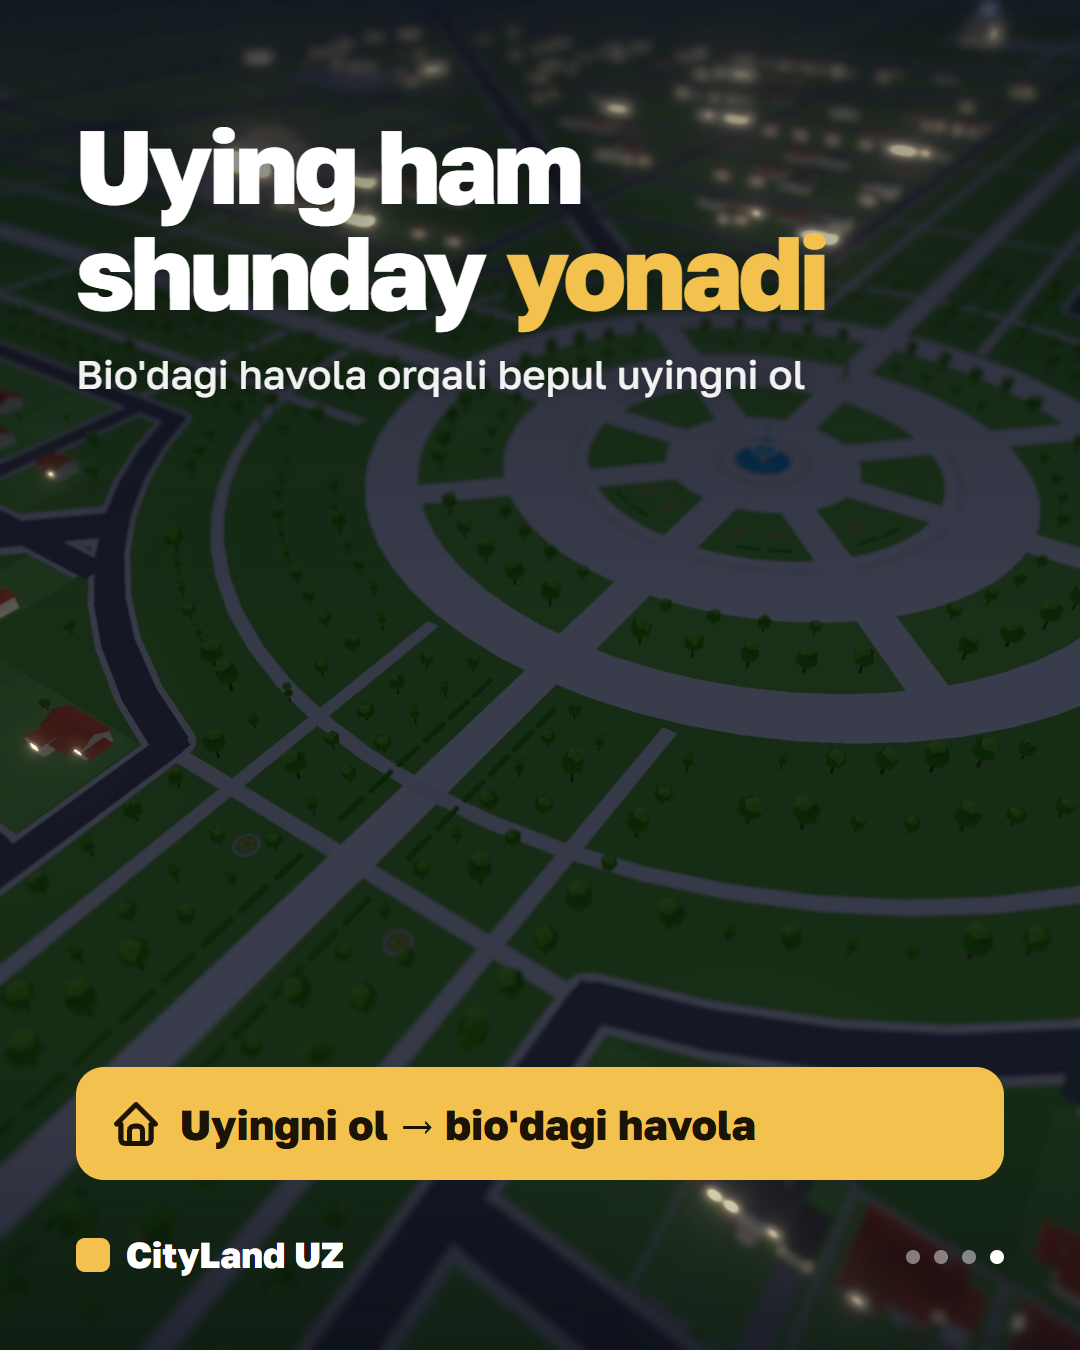 Uying ham
shunday yonadi
Bio'dagi havola orqali bepul uyingni ol
Uyingni ol → bio'dagi havola
CityLand UZ